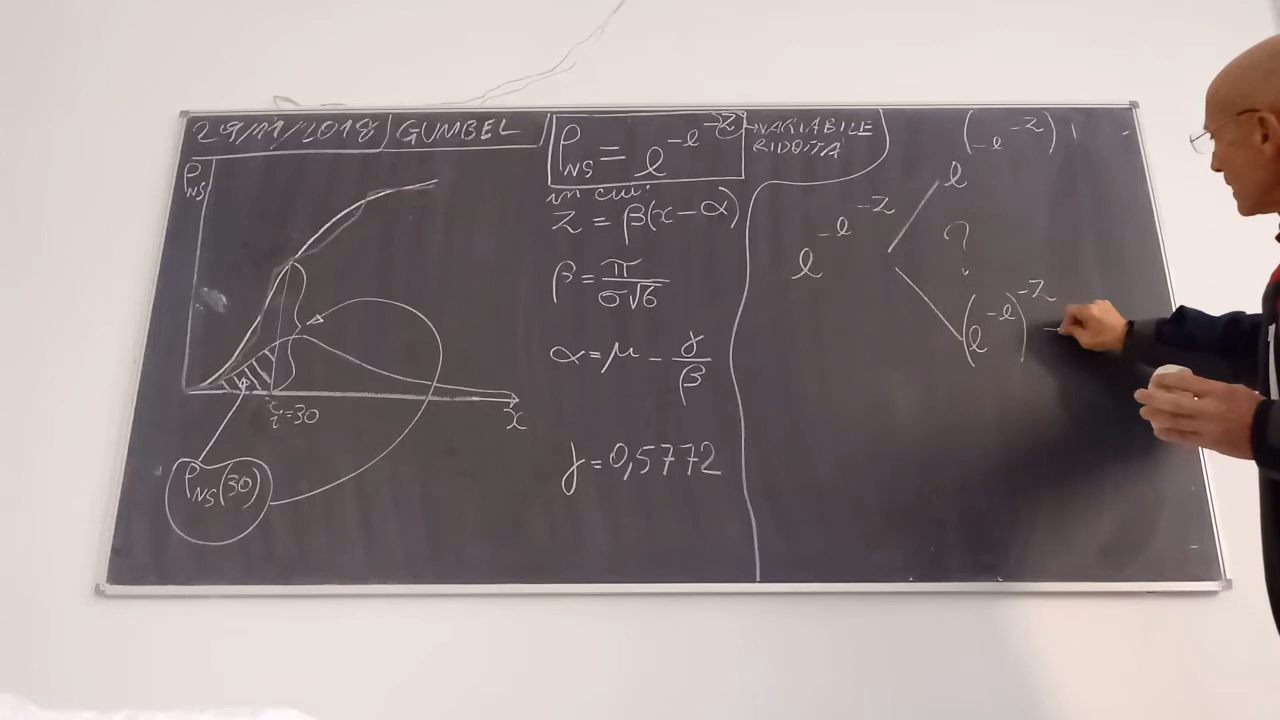 29/11/2018 GUMBEL
P_NS
x = 30
x
P_NS(30)
P_NS = e^-e^-z
VARIABILE
RIDOTTA
in cui:
z = β(x-α)
β = π/σ√6
α = μ - γ/β
γ = 0,5772
e^-e^-z
e^(-e^-z)
?
(e^-e)^-z